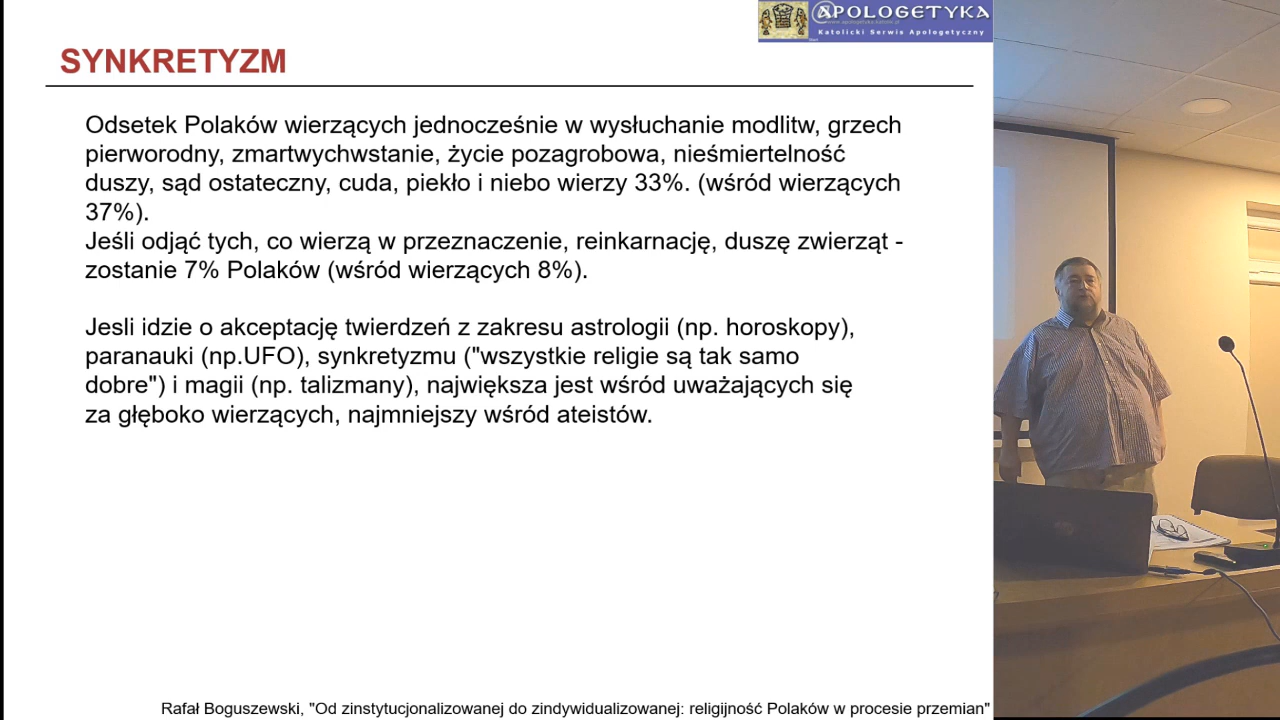 @POLOGETYKA
www.apologetyka.katolik.pl
Katolicki Serwis Apologetyczny
SYNKRETYZM
Odsetek Polaków wierzących jednocześnie w wysłuchanie modlitw, grzech
pierworodny, zmartwychwstanie, życie pozagrobowa, nieśmiertelność
duszy, sąd ostateczny, cuda, piekło i niebo wierzy 33%. (wśród wierzących
37%).
Jeśli odjąć tych, co wierzą w przeznaczenie, reinkarnację, duszę zwierząt -
zostanie 7% Polaków (wśród wierzących 8%).
Jesli idzie o akceptację twierdzeń z zakresu astrologii (np. horoskopy),
paranauki (np.UFO), synkretyzmu ("wszystkie religie są tak samo
dobre") i magii (np. talizmany), największa jest wśród uważających się
za głęboko wierzących, najmniejszy wśród ateistów.
Rafał Boguszewski, "Od zinstytucjonalizowanej do zindywidualizowanej: religijność Polaków w procesie przemian"